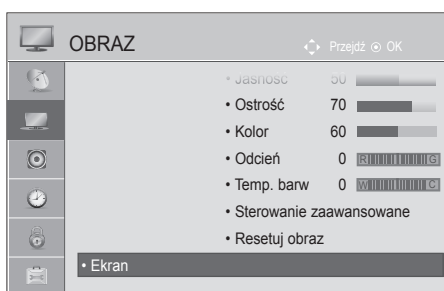 OBRAZ
Przejdź OK
• Jasność 50
• Ostrość 70
• Kolor 60
• Odcień 0 R G
• Temp. barw 0 W C
• Sterowanie zaawansowane
• Resetuj obraz
• Ekran